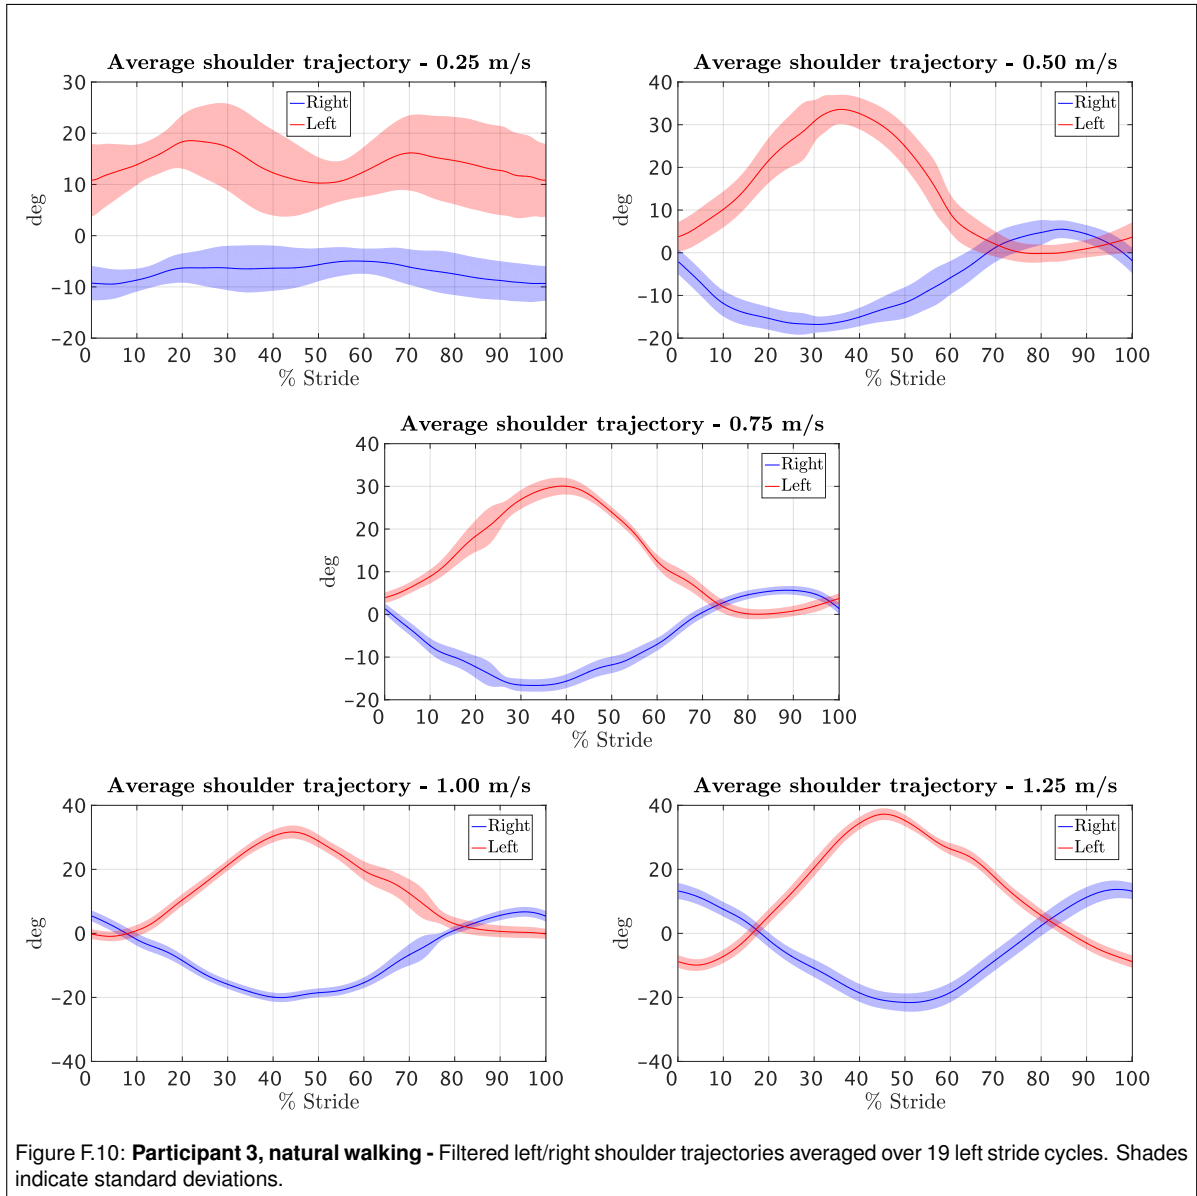 Average shoulder trajectory - 0.25 m/s
30
20
10
0
−10
−20
deg
Right
Left
0 10 20 30 40 50 60 70 80 90 100
% Stride
Average shoulder trajectory - 0.50 m/s
40
30
20
10
0
−10
−20
deg
Right
Left
0 10 20 30 40 50 60 70 80 90 100
% Stride
Average shoulder trajectory - 0.75 m/s
40
30
20
10
0
−10
−20
deg
Right
Left
0 10 20 30 40 50 60 70 80 90 100
% Stride
Average shoulder trajectory - 1.00 m/s
40
20
0
−20
−40
deg
Right
Left
0 10 20 30 40 50 60 70 80 90 100
% Stride
Average shoulder trajectory - 1.25 m/s
40
20
0
−20
−40
deg
Right
Left
0 10 20 30 40 50 60 70 80 90 100
% Stride
Figure F.10: Participant 3, natural walking - Filtered left/right shoulder trajectories averaged over 19 left stride cycles. Shades
indicate standard deviations.